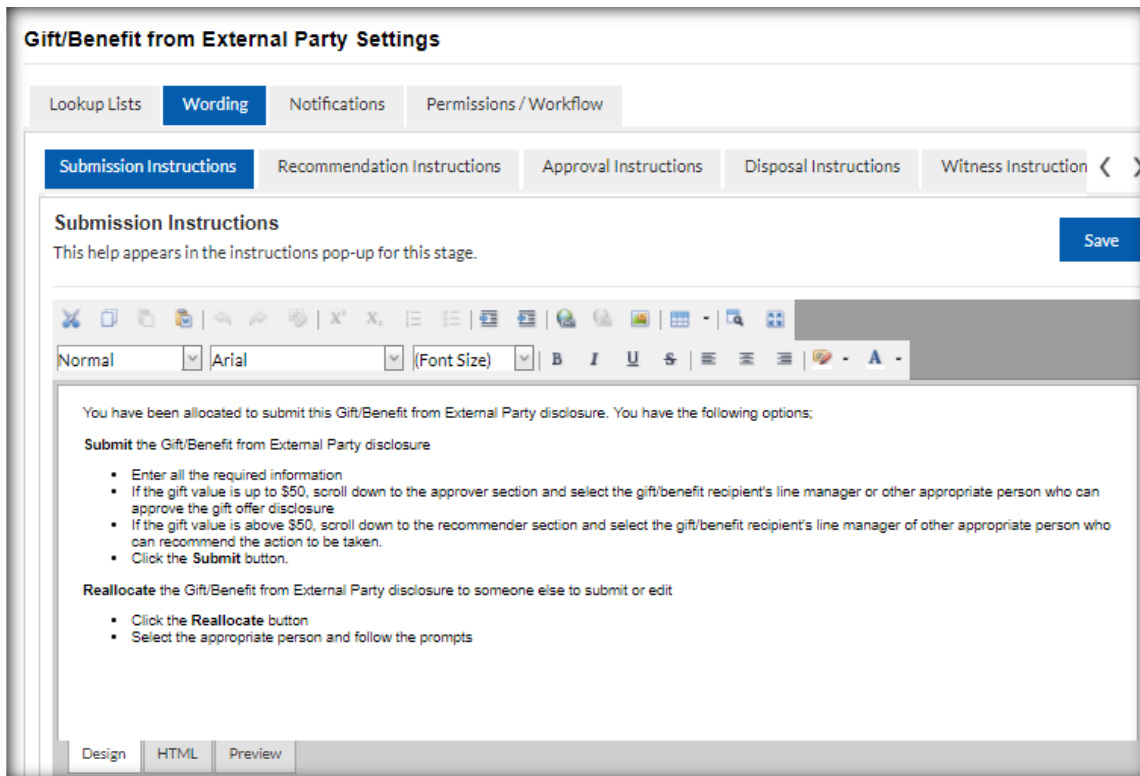 Gift/Benefit from External Party Settings
Lookup Lists Wording Notifications Permissions / Workflow
Submission Instructions Recommendation Instructions Approval Instructions Disposal Instructions Witness Instruction
Submission Instructions
This help appears in the instructions pop-up for this stage.
Save
Normal Arial (Font Size) B I U S A
You have been allocated to submit this Gift/Benefit from External Party disclosure. You have the following options;
Submit the Gift/Benefit from External Party disclosure
• Enter all the required information
• If the gift value is up to $50, scroll down to the approver section and select the gift/benefit recipient's line manager or other appropriate person who can
approve the gift offer disclosure
• If the gift value is above $50, scroll down to the recommender section and select the gift/benefit recipient's line manager of other appropriate person who
can recommend the action to be taken.
• Click the Submit button.
Reallocate the Gift/Benefit from External Party disclosure to someone else to submit or edit
• Click the Reallocate button
• Select the appropriate person and follow the prompts
Design HTML Preview